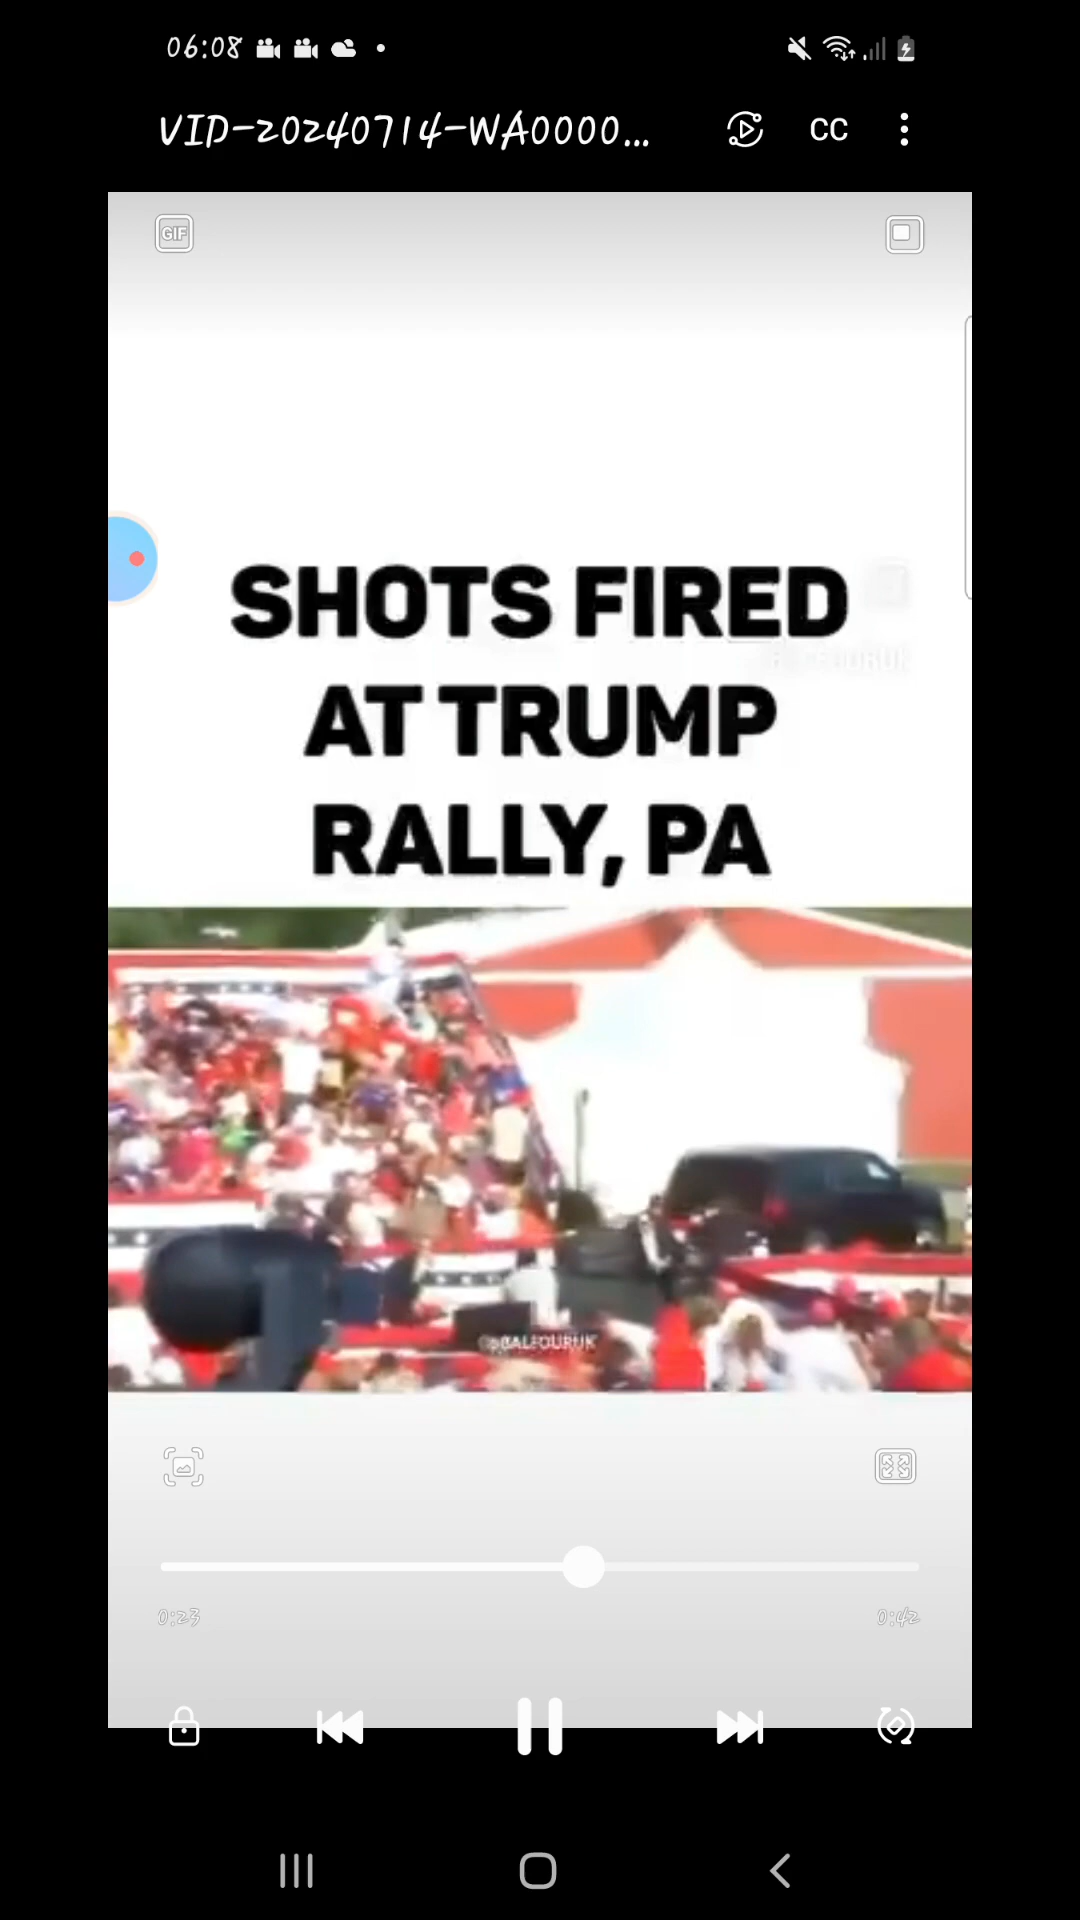 06:08
VID-20240714-WA0000...
CC
GIF
SHOTS FIRED
AT TRUMP
RALLY, PA
@BALFOURUK
0:23
0:42